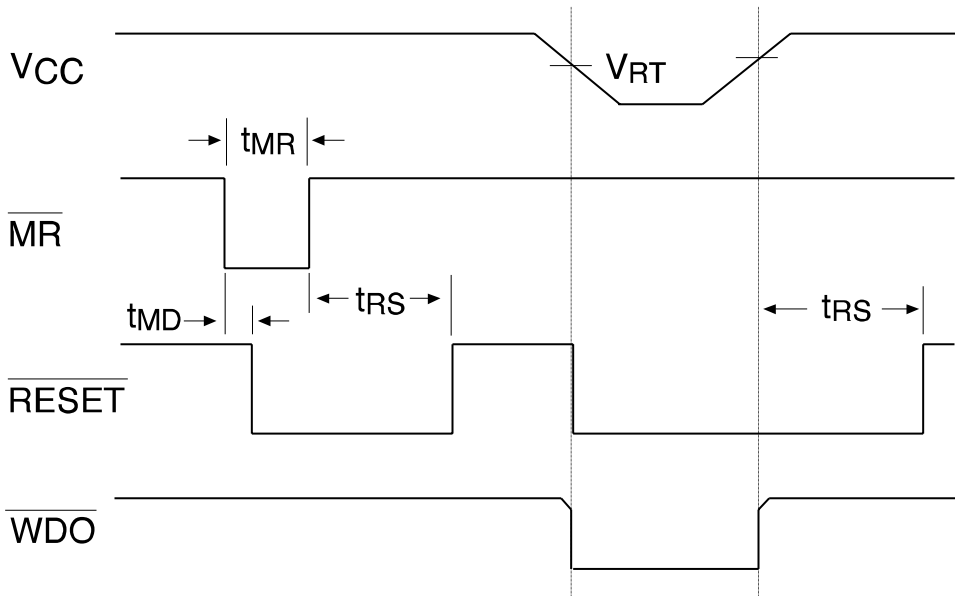 VCC
VRT
tMR
MR
tMD
tRS
tRS
RESET
WDO